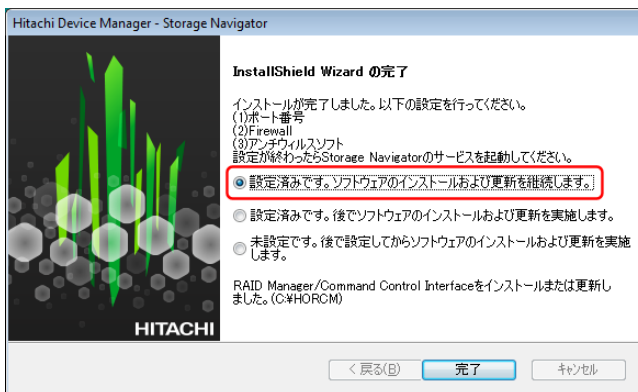 Hitachi Device Manager - Storage Navigator
InstallShield Wizard の完了
インストールが完了しました。以下の設定を行ってください。
(1)ポート番号
(2)Firewall
(3)アンチウィルスソフト
設定が終わったらStorage Navigatorのサービスを起動してください。
設定済みです。ソフトウェアのインストールおよび更新を継続します。
設定済みです。後でソフトウェアのインストールおよび更新を実施します。
未設定です。後で設定してからソフトウェアのインストールおよび更新を実施
します。
RAID Manager/Command Control Interfaceをインストールまたは更新し
ました。(C:¥HORCM)
HITACHI
< 戻る(B)
完了
キャンセル